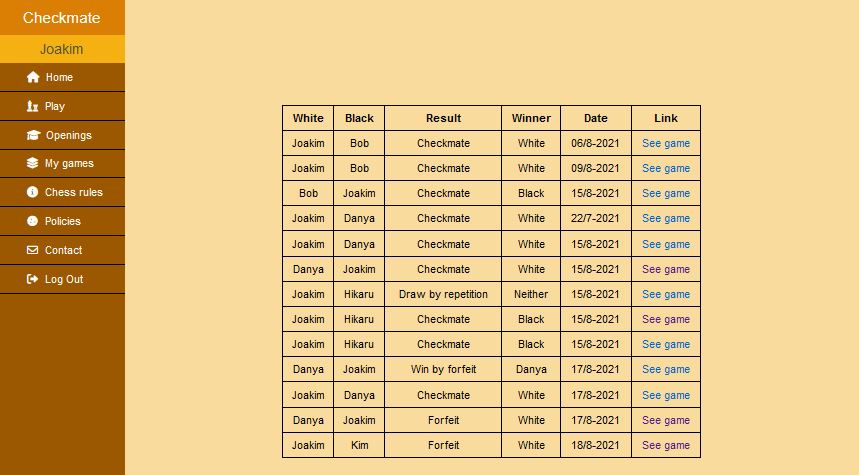 Checkmate
Joakim
Home
Play
Openings
My games
Chess rules
Policies
Contact
Log Out
White Black Result Winner Date Link
Joakim Bob Checkmate White 06/8-2021 See game
Joakim Bob Checkmate White 09/8-2021 See game
Bob Joakim Checkmate Black 15/8-2021 See game
Joakim Danya Checkmate White 22/7-2021 See game
Joakim Danya Checkmate White 15/8-2021 See game
Danya Joakim Checkmate White 15/8-2021 See game
Joakim Hikaru Draw by repetition Neither 15/8-2021 See game
Joakim Hikaru Checkmate Black 15/8-2021 See game
Joakim Hikaru Checkmate Black 15/8-2021 See game
Danya Joakim Win by forfeit Danya 17/8-2021 See game
Joakim Danya Checkmate White 17/8-2021 See game
Danya Joakim Forfeit White 17/8-2021 See game
Joakim Kim Forfeit White 18/8-2021 See game